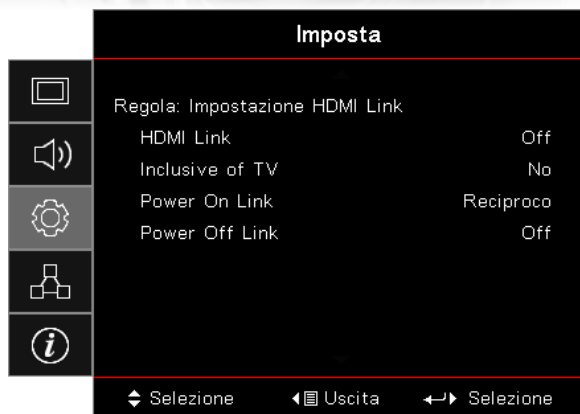 Imposta
Regola: Impostazione HDMI Link
HDMI Link Off
Inclusive of TV No
Power On Link Reciproco
Power Off Link Off
Selezione Uscita Selezione